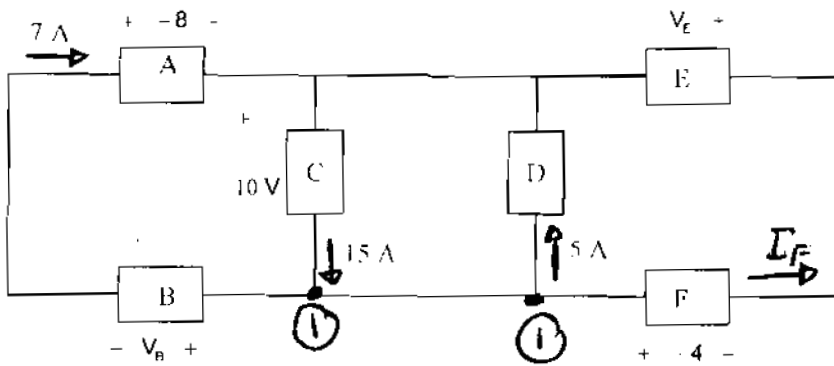 + -8 -
V_E +
7 A
A
E
+
10 V
C
D
15 A
5 A
I_F
B
F
1
1
- V_B +
+ -4 -